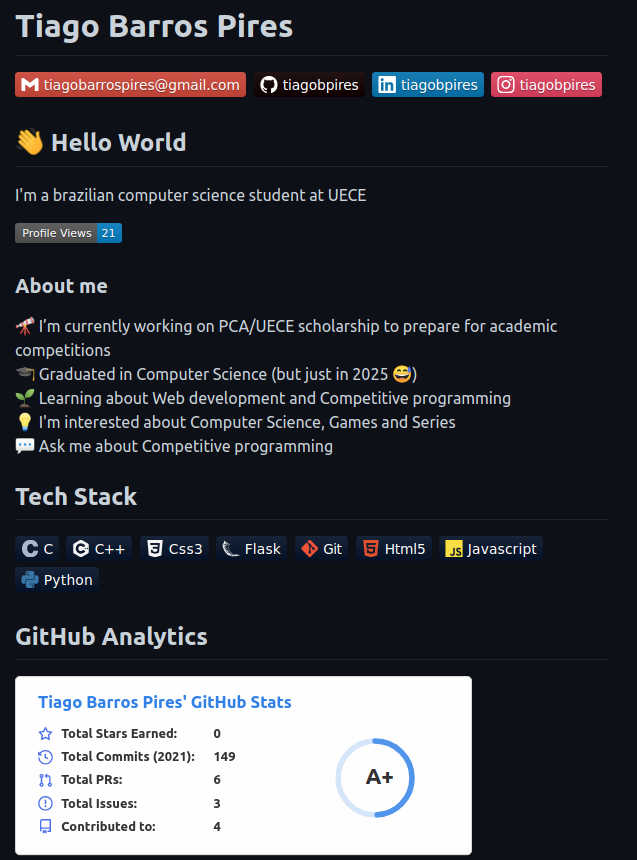 Tiago Barros Pires
tiagobarrospires@gmail.com tiagobpires tiagobpires tiagobpires
👋 Hello World
I'm a brazilian computer science student at UECE
Profile Views 21
About me
🔭 I’m currently working on PCA/UECE scholarship to prepare for academic
competitions
🎓 Graduated in Computer Science (but just in 2025 😅)
🌱 Learning about Web development and Competitive programming
💡 I'm interested about Computer Science, Games and Series
💬 Ask me about Competitive programming
Tech Stack
C C++ Css3 Flask Git Html5 Javascript
Python
GitHub Analytics
Tiago Barros Pires' GitHub Stats
Total Stars Earned: 0
Total Commits (2021): 149
Total PRs: 6
Total Issues: 3
Contributed to: 4
A+